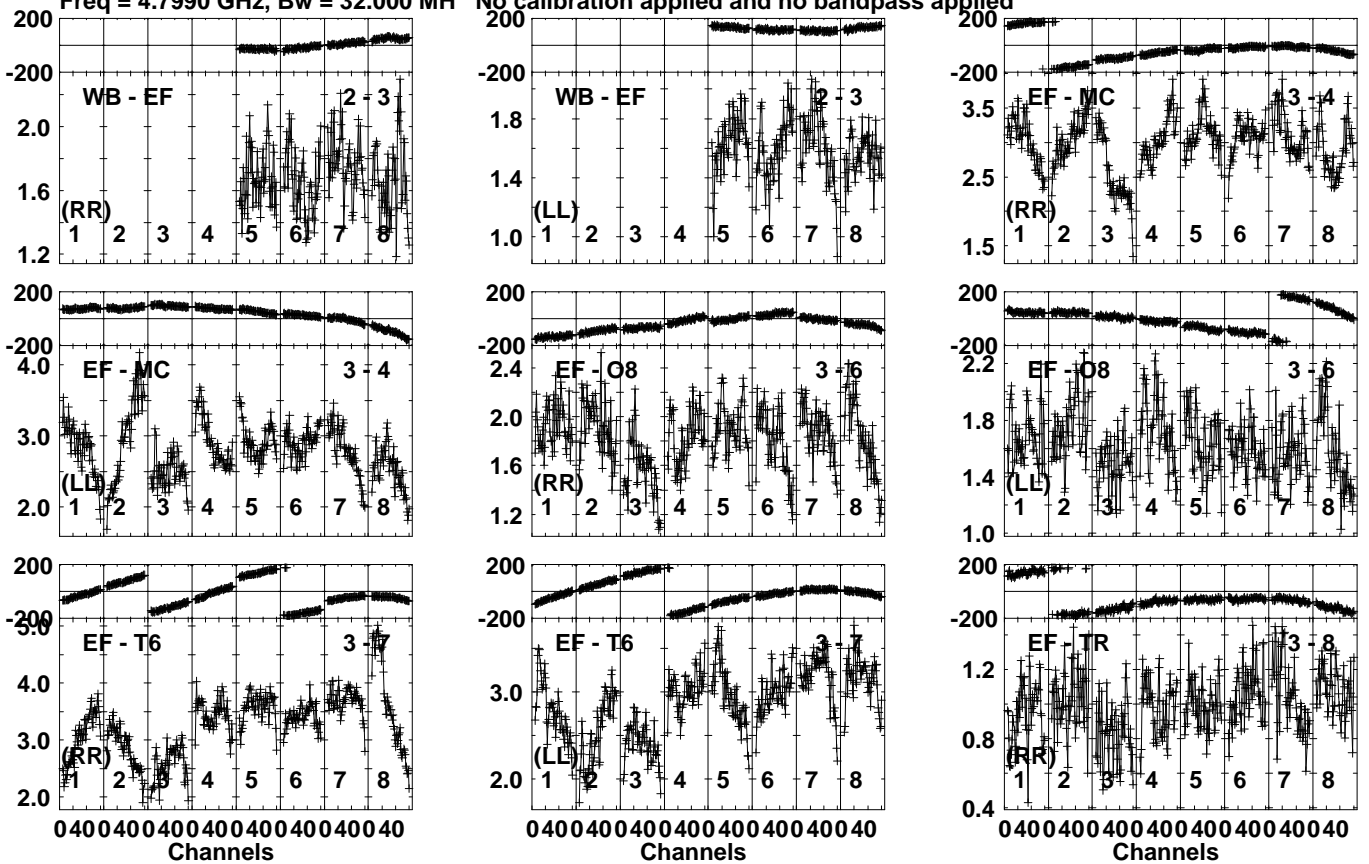 Freq = 4.7990 GHz, Bw = 32.000 MH No calibration applied and no bandpass applied
200 200 200
-200 -200 -200
WB - EF 2 - 3 WB - EF 2 - 3 EF - MC 3 - 4
2.0 1.8 3.5
1.6 1.4 2.5
(RR) (LL) (RR)
1.2 1.0 1.5
1 2 3 4 5 6 7 8 1 2 3 4 5 6 7 8 1 2 3 4 5 6 7 8
200 200 200
-200 -200 -200
EF - MC 3 - 4 EF - O8 3 - 6 EF - O8 3 - 6
4.0 2.4 2.2
3.0 2.0 1.8
1.6 1.4
(LL) (RR) (LL)
2.0 1.2 1.0
1 2 3 4 5 6 7 8 1 2 3 4 5 6 7 8 1 2 3 4 5 6 7 8
200 200 200
-200 -200 -200
5.0
EF - T6 3 - 7 EF - T6 3 - 7 EF - TR 3 - 8
4.0 3.0 1.2
3.0 0.8
(RR) (LL) (RR)
2.0 2.0 0.4
1 2 3 4 5 6 7 8 1 2 3 4 5 6 7 8 1 2 3 4 5 6 7 8
0 40 0 40 0 40 0 40 0 40 0 40 0 40 0 40 0 40 0 40 0 40 0 40 0 40 0 40 0 40 0 40 0 40 0 40 0 40 0 40 0 40 0 40 0 40 0 40
Channels Channels Channels